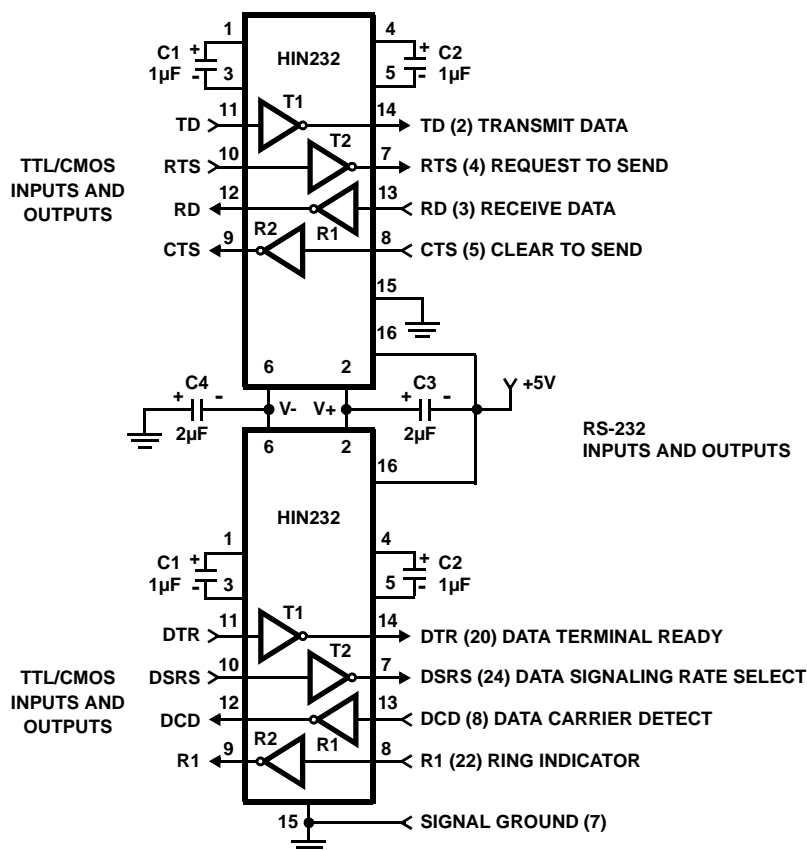 1
4
C1 +
1µF -
HIN232
+ C2
- 1µF
3
5
11
T1
14
TD
TD (2) TRANSMIT DATA
10
T2
7
RTS
RTS (4) REQUEST TO SEND
TTL/CMOS
INPUTS AND
OUTPUTS
12
13
RD
RD (3) RECEIVE DATA
9
R2
R1
8
CTS
CTS (5) CLEAR TO SEND
15
16
6
2
+ C4 -
2µF
V-
V+
+ C3 -
2µF
+5V
RS-232
INPUTS AND OUTPUTS
6
2
16
HIN232
1
4
C1 +
1µF -
+ C2
- 1µF
3
5
11
T1
14
DTR
DTR (20) DATA TERMINAL READY
10
T2
7
DSRS
DSRS (24) DATA SIGNALING RATE SELECT
TTL/CMOS
INPUTS AND
OUTPUTS
12
13
DCD
DCD (8) DATA CARRIER DETECT
9
R2
R1
8
R1
R1 (22) RING INDICATOR
15
SIGNAL GROUND (7)